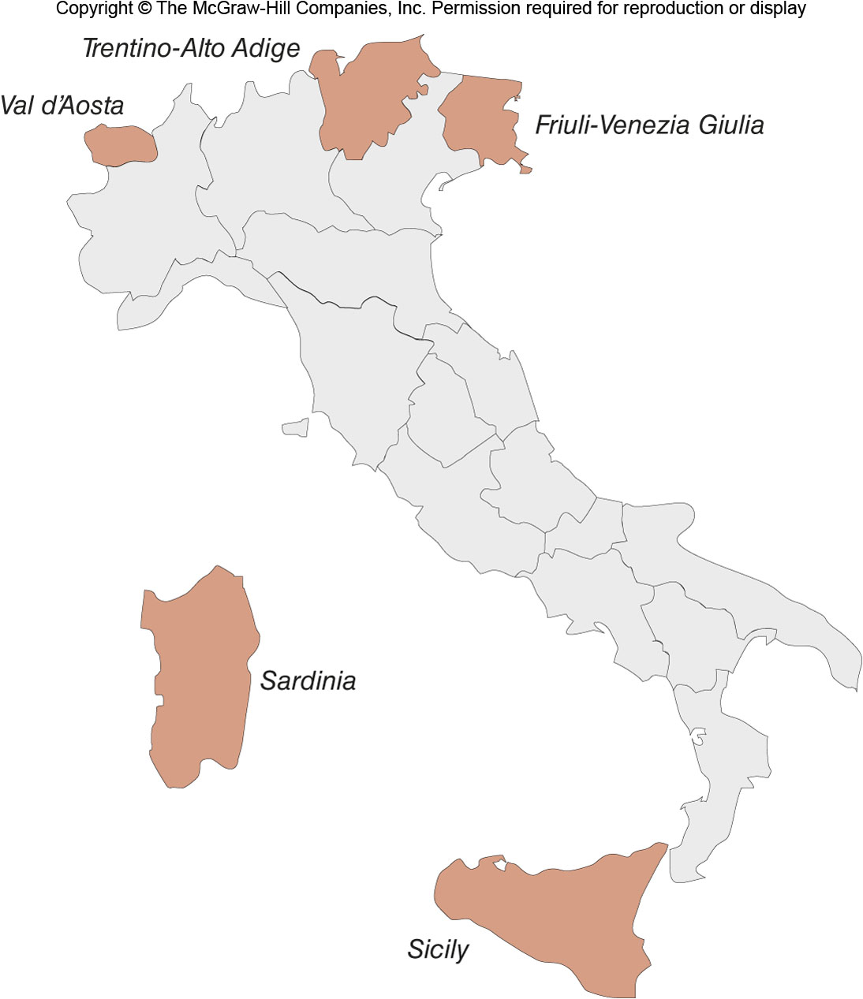 Copyright © The McGraw-Hill Companies, Inc. Permission required for reproduction or display
Trentino-Alto Adige
Val d’Aosta
Friuli-Venezia Giulia
Sardinia
Sicily